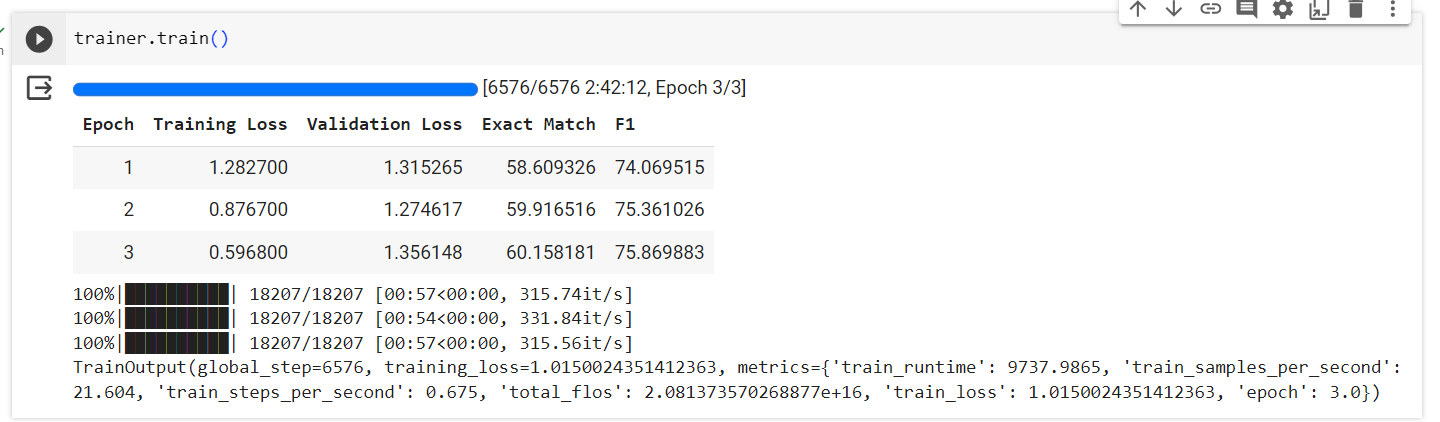 trainer.train()
[6576/6576 2:42:12, Epoch 3/3]
Epoch Training Loss Validation Loss Exact Match F1
1 1.282700 1.315265 58.609326 74.069515
2 0.876700 1.274617 59.916516 75.361026
3 0.596800 1.356148 60.158181 75.869883
100%|██████████| 18207/18207 [00:57<00:00, 315.74it/s]
100%|██████████| 18207/18207 [00:54<00:00, 331.84it/s]
100%|██████████| 18207/18207 [00:57<00:00, 315.56it/s]
TrainOutput(global_step=6576, training_loss=1.0150024351412363, metrics={'train_runtime': 9737.9865, 'train_samples_per_second':
21.604, 'train_steps_per_second': 0.675, 'total_flos': 2.081373570268877e+16, 'train_loss': 1.0150024351412363, 'epoch': 3.0})